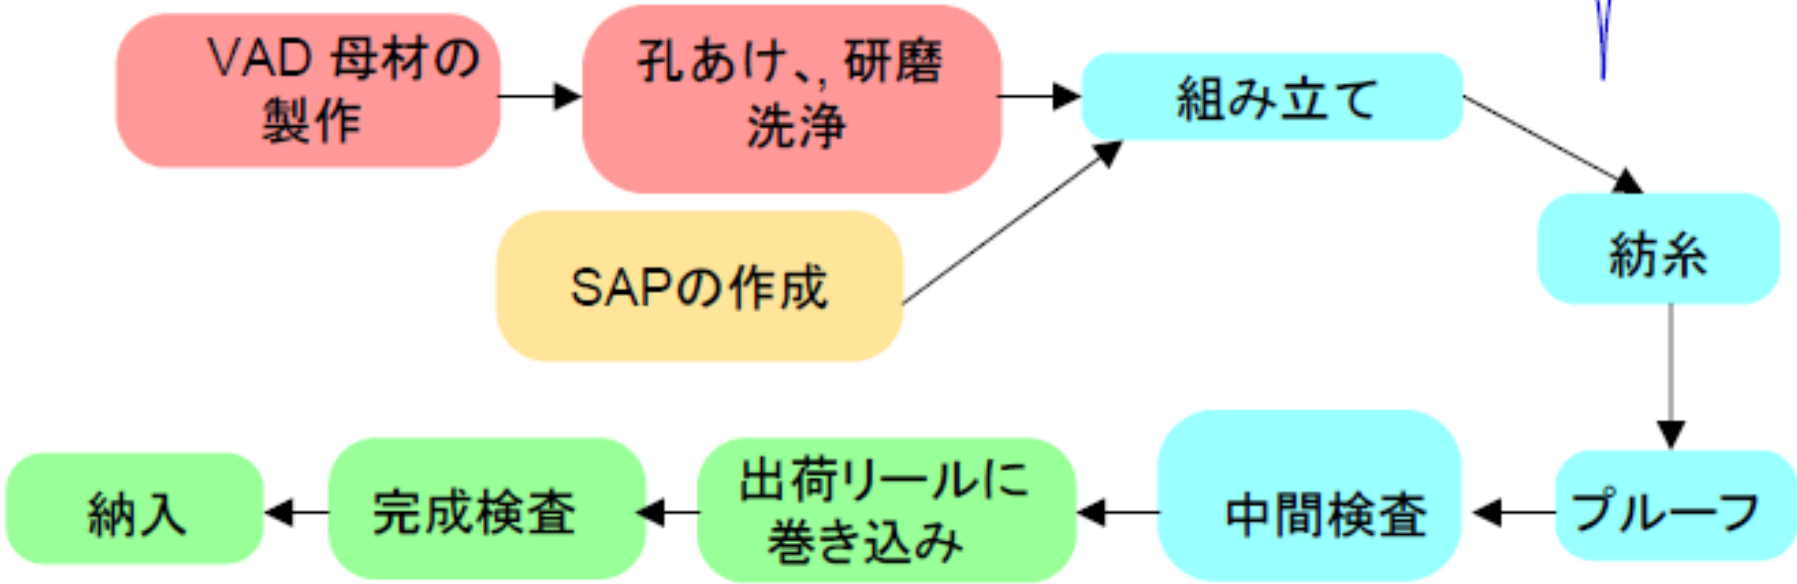 VAD 母材の
製作
孔あけ、, 研磨
洗浄
組み立て
SAPの作成
紡糸
プルーフ
中間検査
出荷リールに
巻き込み
完成検査
納入